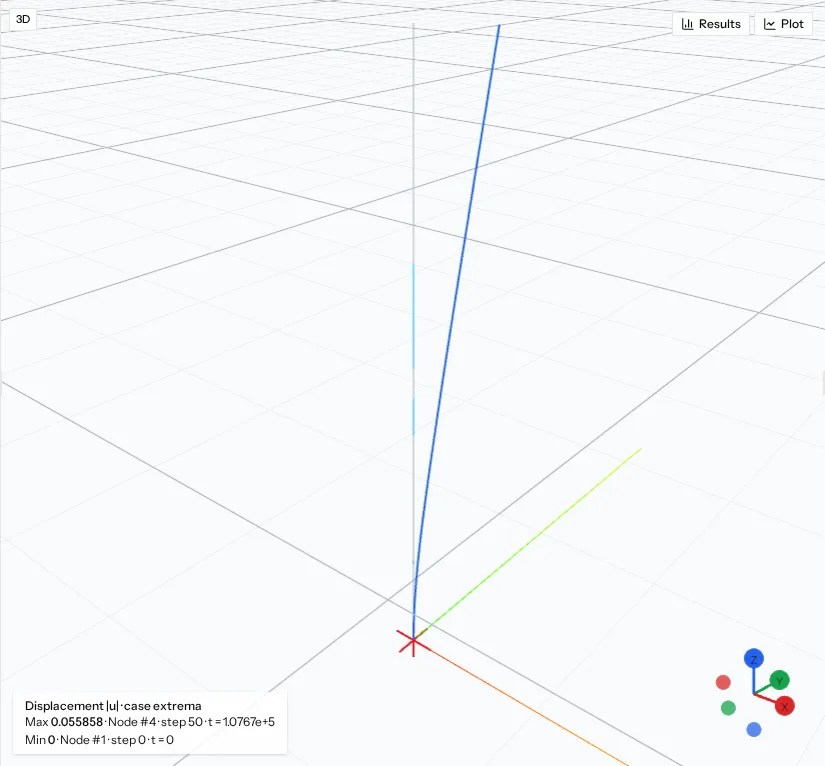 3D
Results
Plot
Z
Y
X
Displacement |u| · case extrema
Max 0.055858 · Node #4 · step 50 · t = 1.0767e+5
Min 0 · Node #1 · step 0 · t = 0